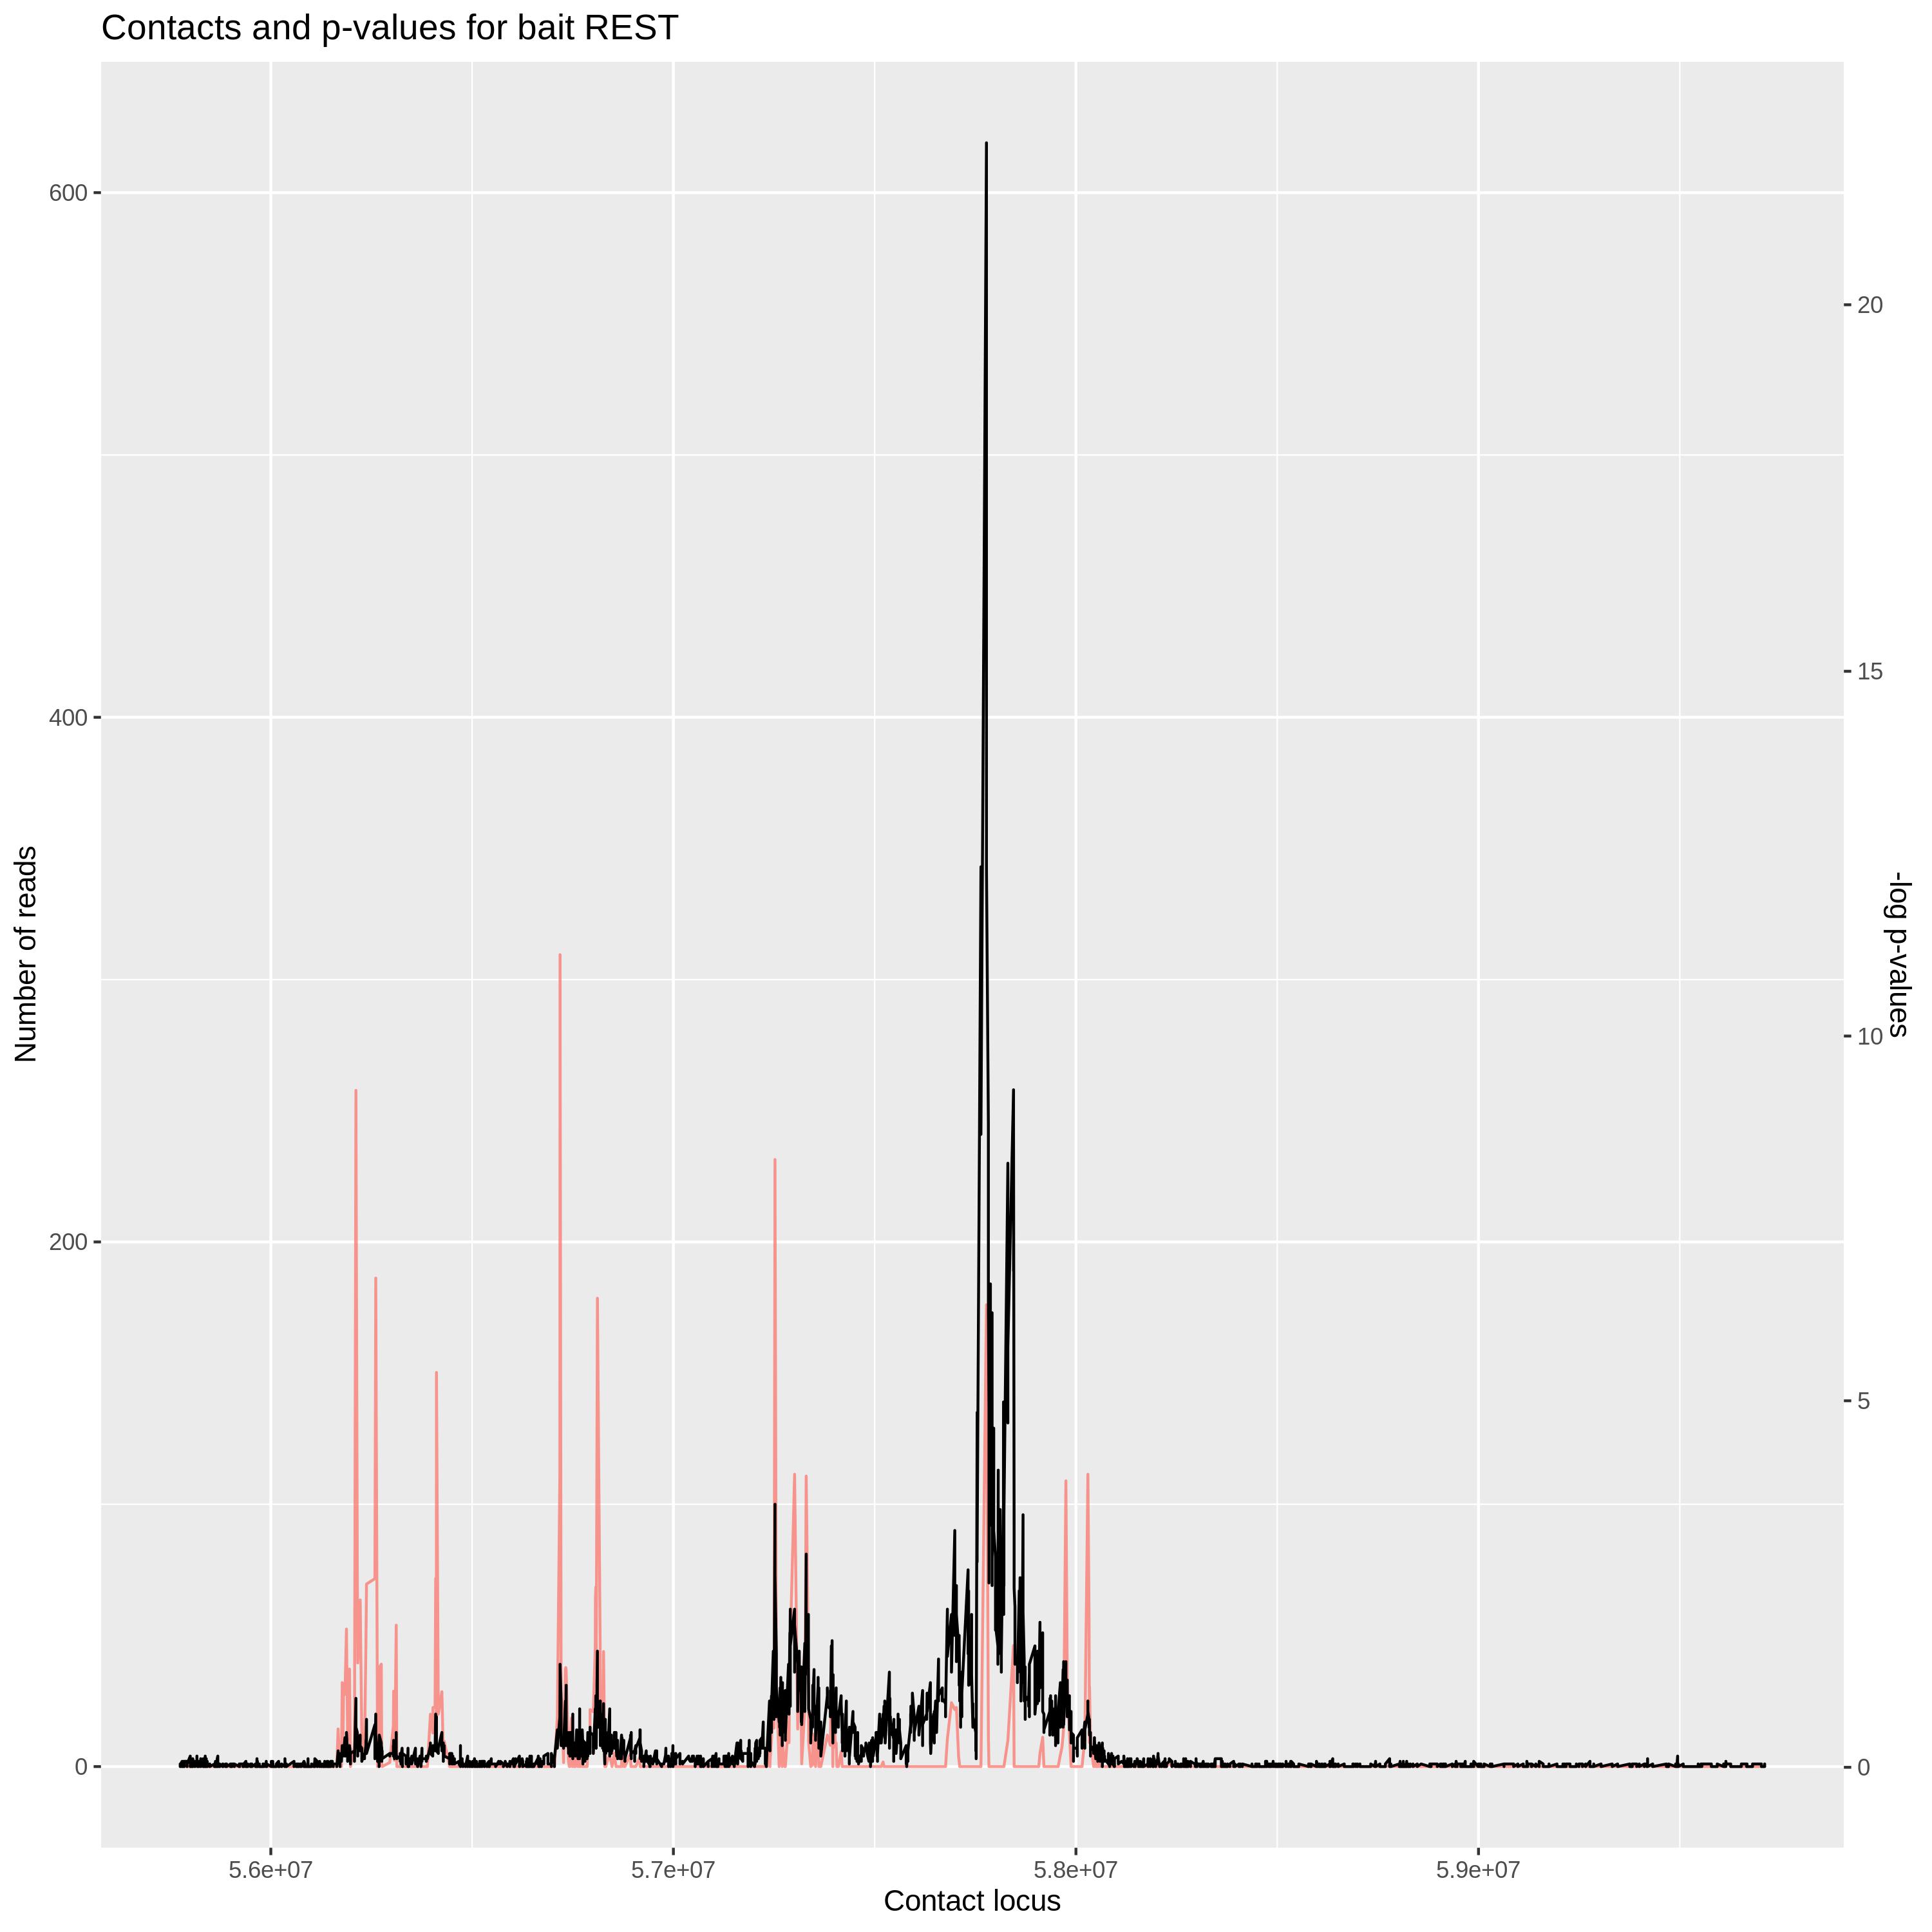 Contacts and p-values for bait REST
600
400
200
0
20
15
10
5
0
Number of reads
-log p-values
5.6e+07
5.7e+07
5.8e+07
5.9e+07
Contact locus